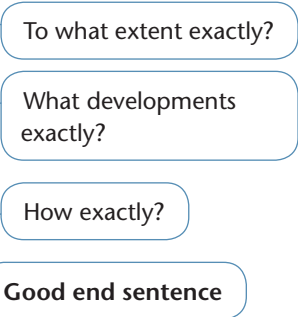 To what extent exactly?
What developments
exactly?
How exactly?
Good end sentence